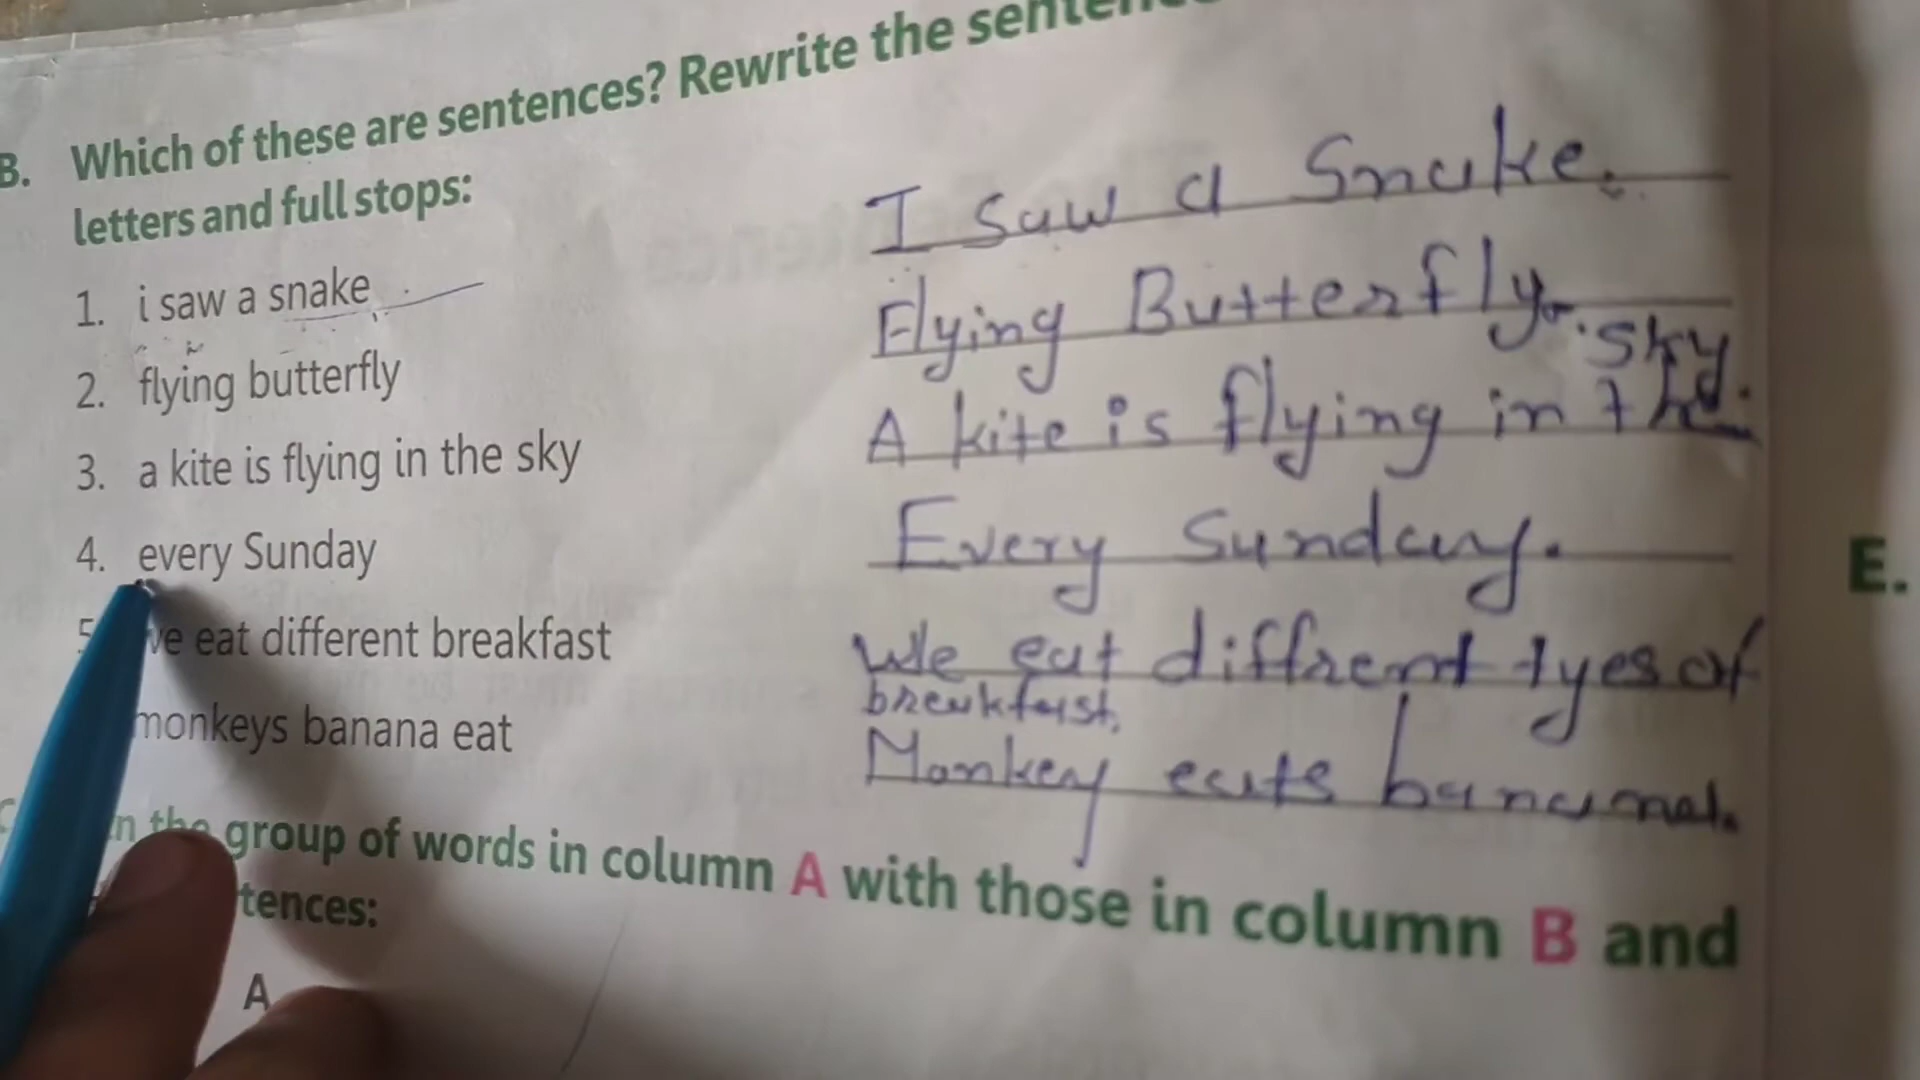 B. Which of these are sentences? Rewrite the
letters and full stops:
1. i saw a snake
I saw a Snake.
2. flying butterfly
Flying Butterfly.
3. a kite is flying in the sky
A kite is flying in the sky.
4. every Sunday
Every Sunday.
eat different breakfast
We eat diffrent tyes of
breakfast.
monkeys banana eat
Monkey eats
the group of words in column A with those in column B and
tences:
A
E.